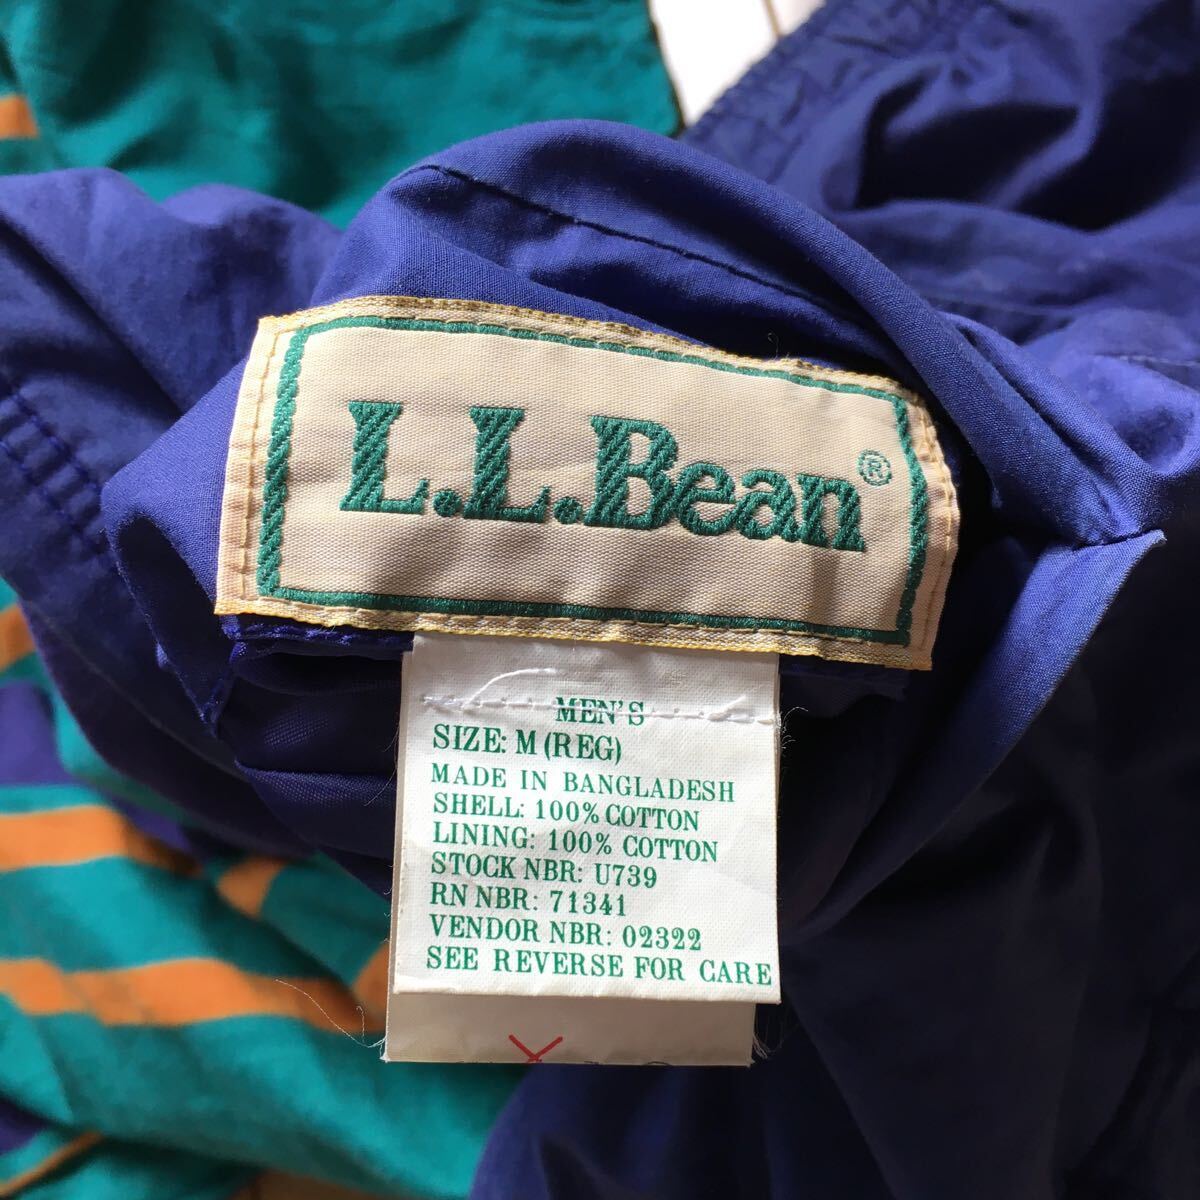 L.L.Bean®
MEN'S
SIZE: M (REG)
MADE IN BANGLADESH
SHELL: 100% COTTON
LINING: 100% COTTON
STOCK NBR: U739
RN NBR: 71341
VENDOR NBR: 02322
SEE REVERSE FOR CARE